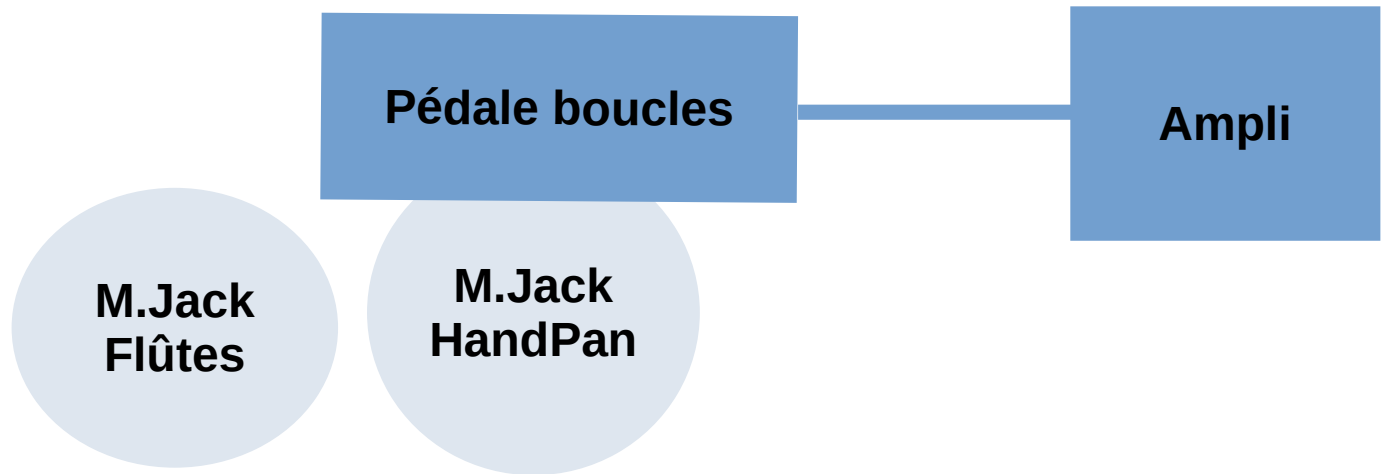 Pédale boucles
Ampli
M.Jack
Flûtes
M.Jack
HandPan